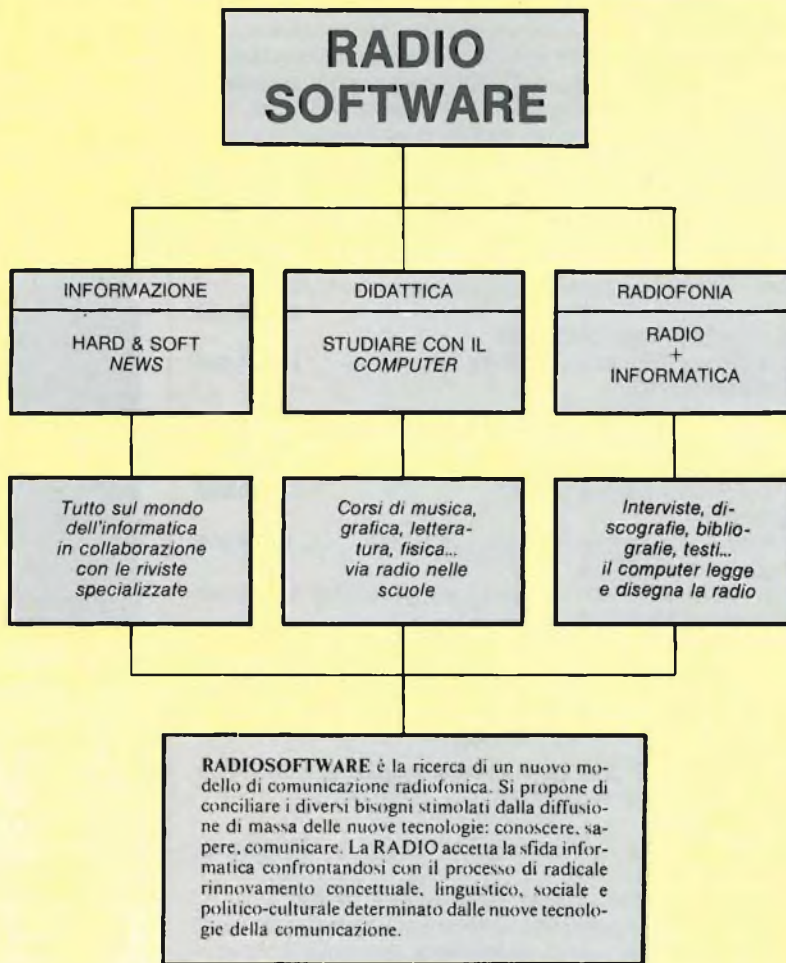 RADIO
SOFTWARE
INFORMAZIONE
HARD & SOFT
NEWS
DIDATTICA
STUDIARE CON IL
COMPUTER
RADIOFONIA
RADIO
+
INFORMATICA
Tutto sul mondo
dell'informatica
in collaborazione
con le riviste
specializzate
Corsi di musica,
grafica, lettera-
tura, fisica...
via radio nelle
scuole
Interviste, di-
scografie, biblio-
grafie, testi...
il computer legge
e disegna la radio
RADIOSOFTWARE è la ricerca di un nuovo mo-
dello di comunicazione radiofonica. Si propone di
conciliare i diversi bisogni stimolati dalla diffusio-
ne di massa delle nuove tecnologie: conoscere, sa-
pere, comunicare. La RADIO accetta la sfida infor-
matica confrontandosi con il processo di radicale
rinnovamento concettuale, linguistico, sociale e
politico-culturale determinato dalle nuove tecnolo-
gie della comunicazione.